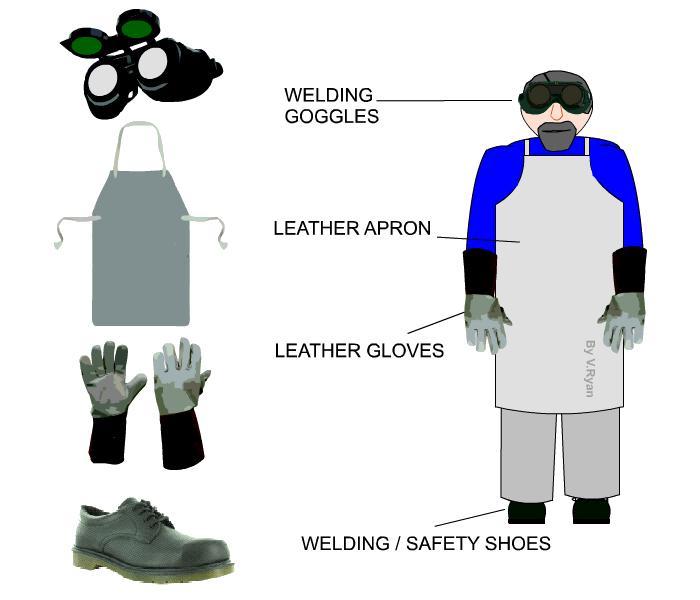 WELDING
GOGGLES
LEATHER APRON
LEATHER GLOVES
By V.Ryan
WELDING / SAFETY SHOES